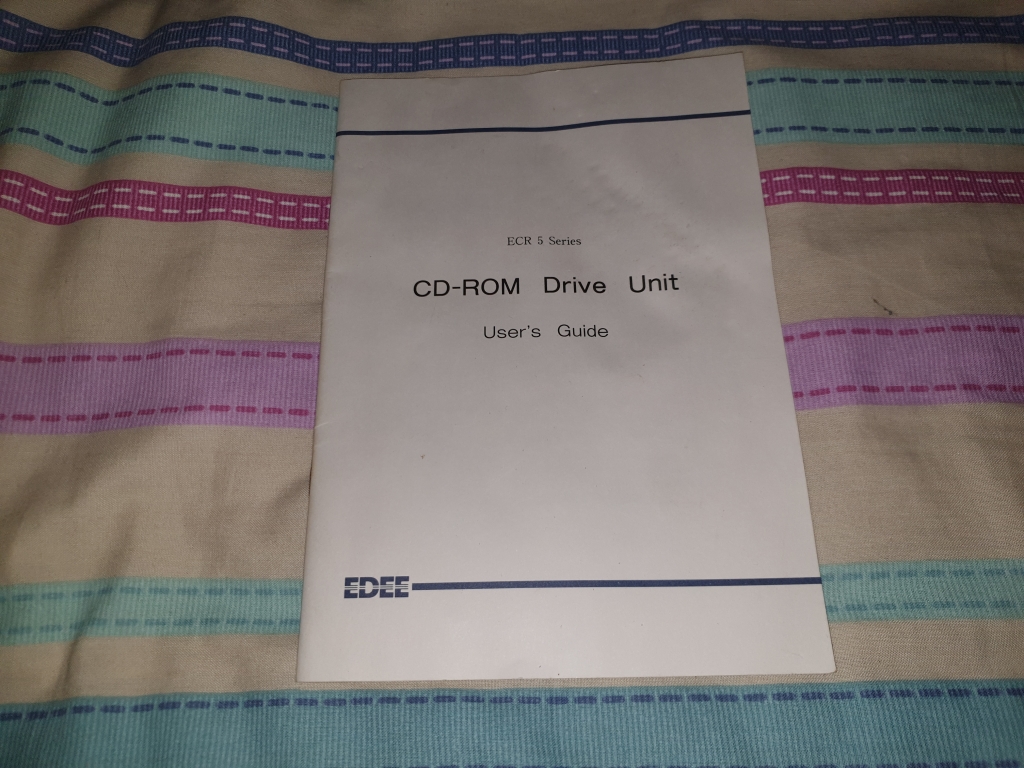 ECR 5 Series
CD-ROM Drive Unit
User's Guide
EDEE